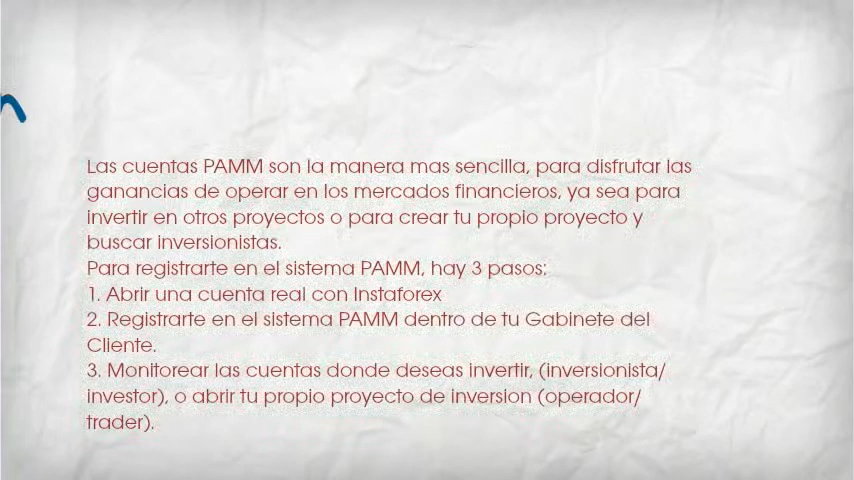 Las cuentas PAMM son la manera mas sencilla, para disfrutar las
ganancias de operar en los mercados financieros, ya sea para
invertir en otros proyectos o para crear tu propio proyecto y
buscar inversionistas.
Para registrarte en el sistema PAMM, hay 3 pasos:
1. Abrir una cuenta real con Instaforex
2. Registrarte en el sistema PAMM dentro de tu Gabinete del
Cliente.
3. Monitorear las cuentas donde deseas invertir, (inversionista/
investor), o abrir tu propio proyecto de inversion (operador/
trader).